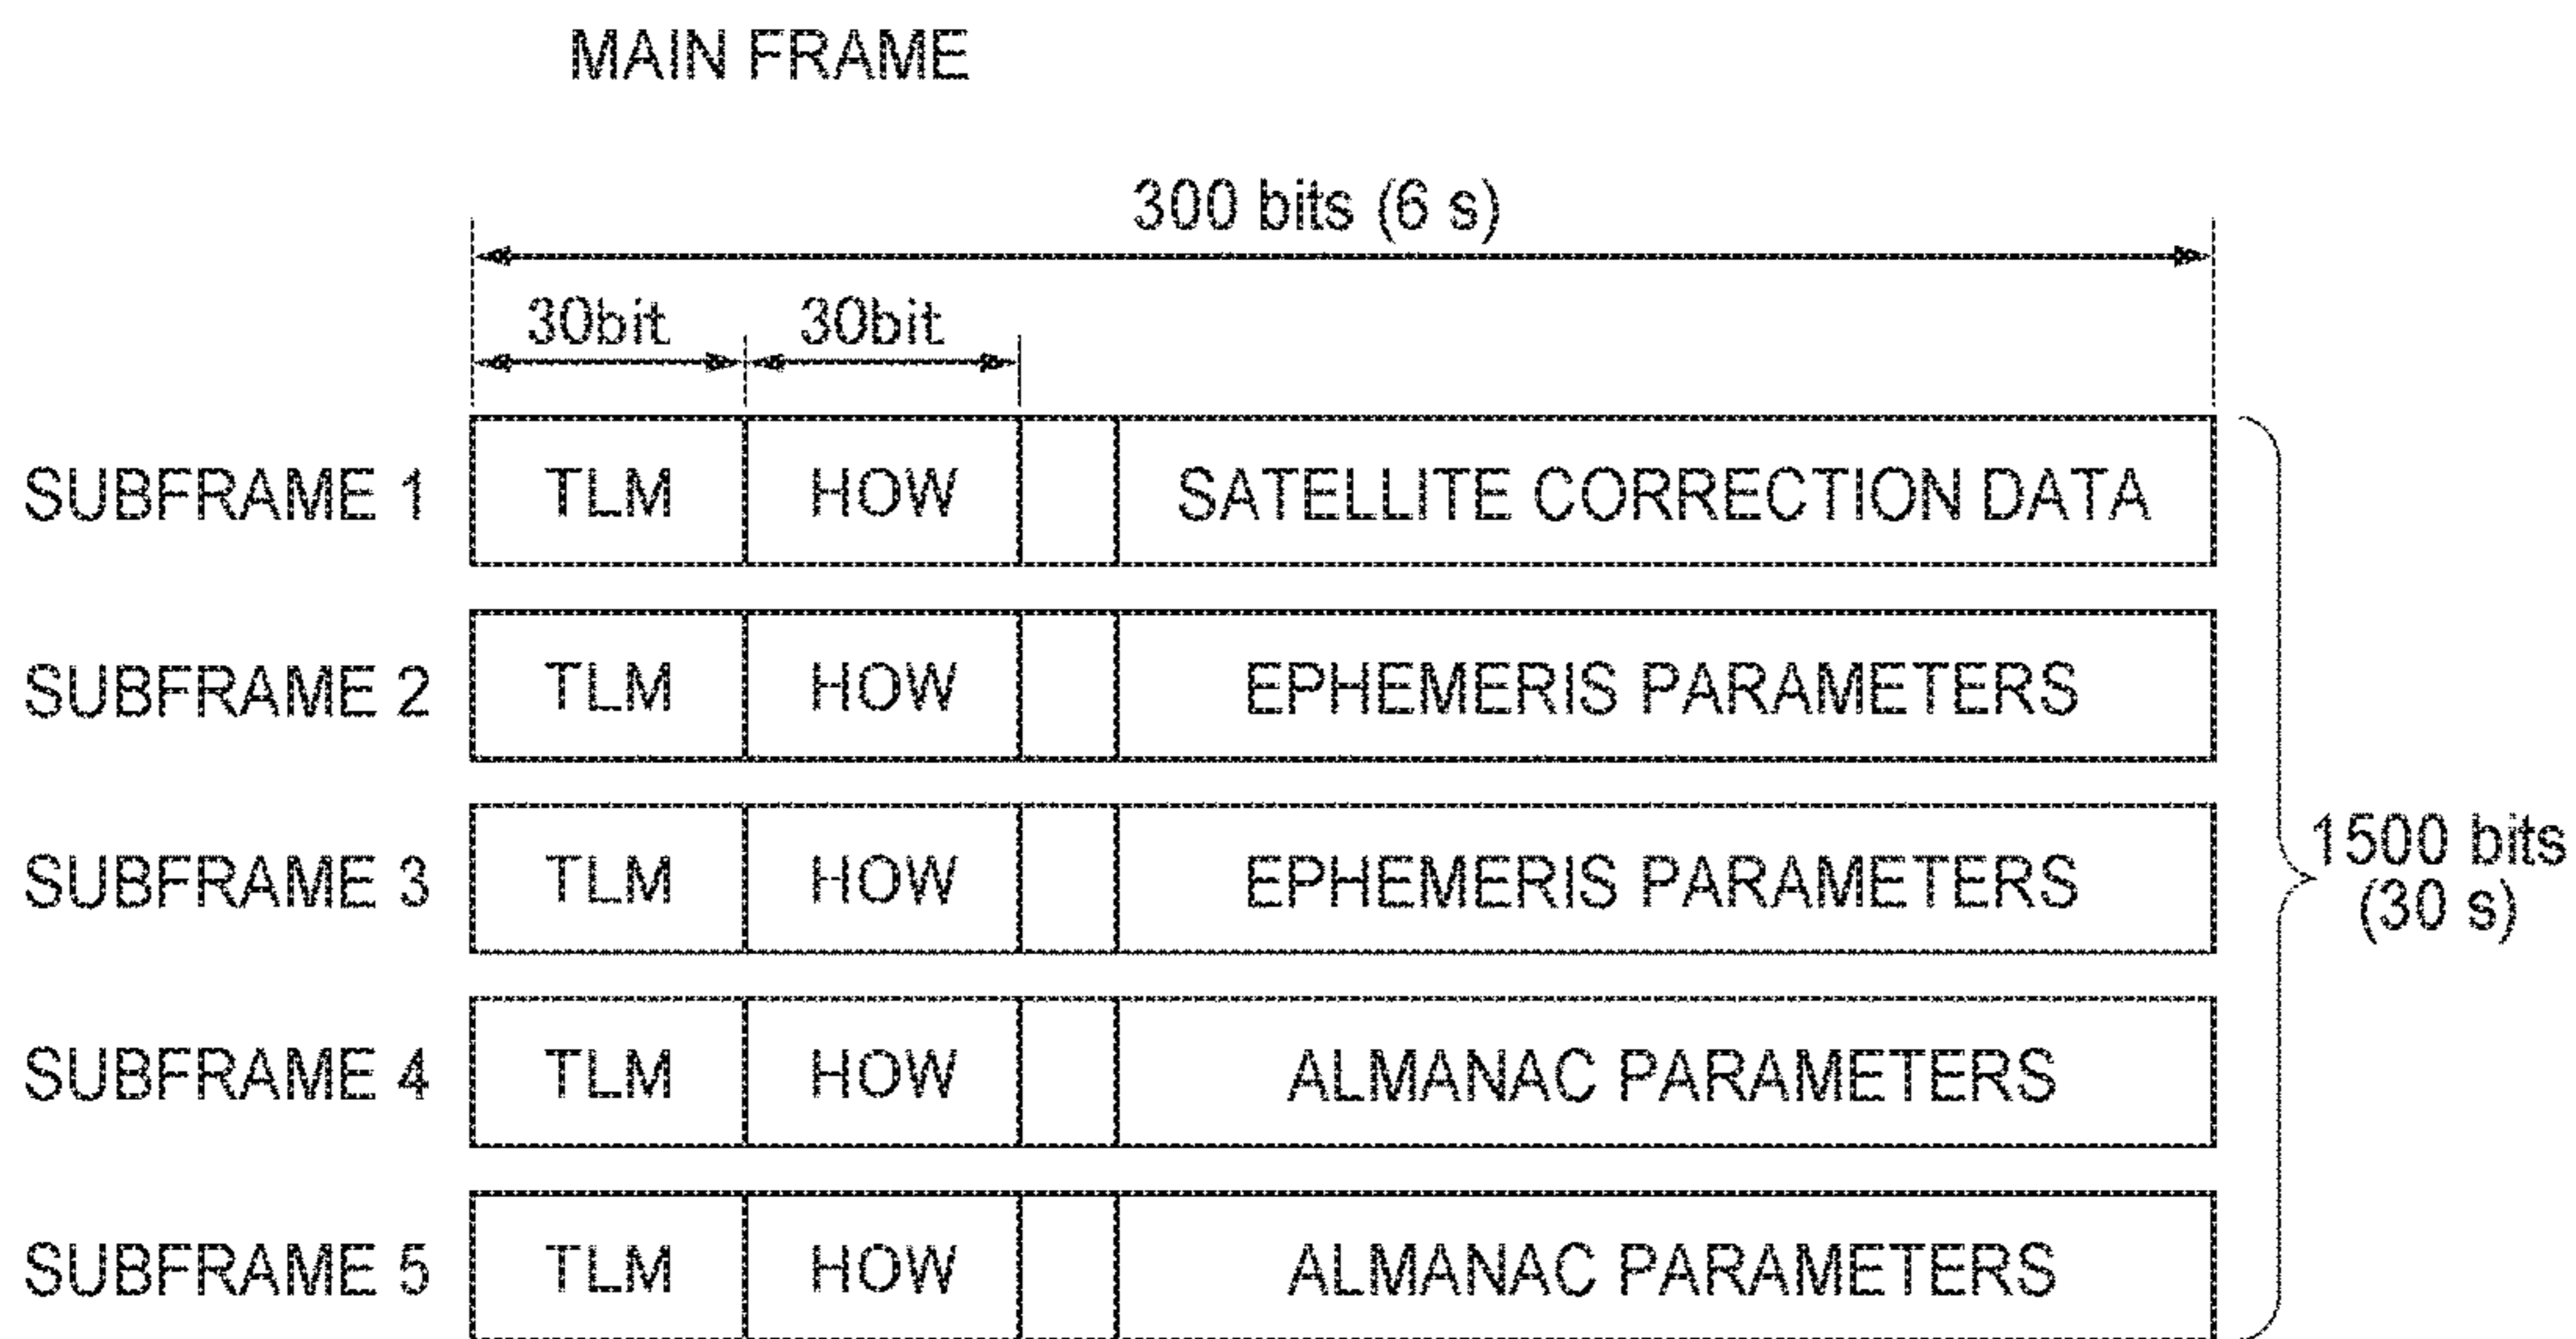 MAIN FRAME
300 bits (6 s)
30bit 30bit
SUBFRAME 1 TLM HOW SATELLITE CORRECTION DATA
SUBFRAME 2 TLM HOW EPHEMERIS PARAMETERS
SUBFRAME 3 TLM HOW EPHEMERIS PARAMETERS
1500 bits
(30 s)
SUBFRAME 4 TLM HOW ALMANAC PARAMETERS
SUBFRAME 5 TLM HOW ALMANAC PARAMETERS